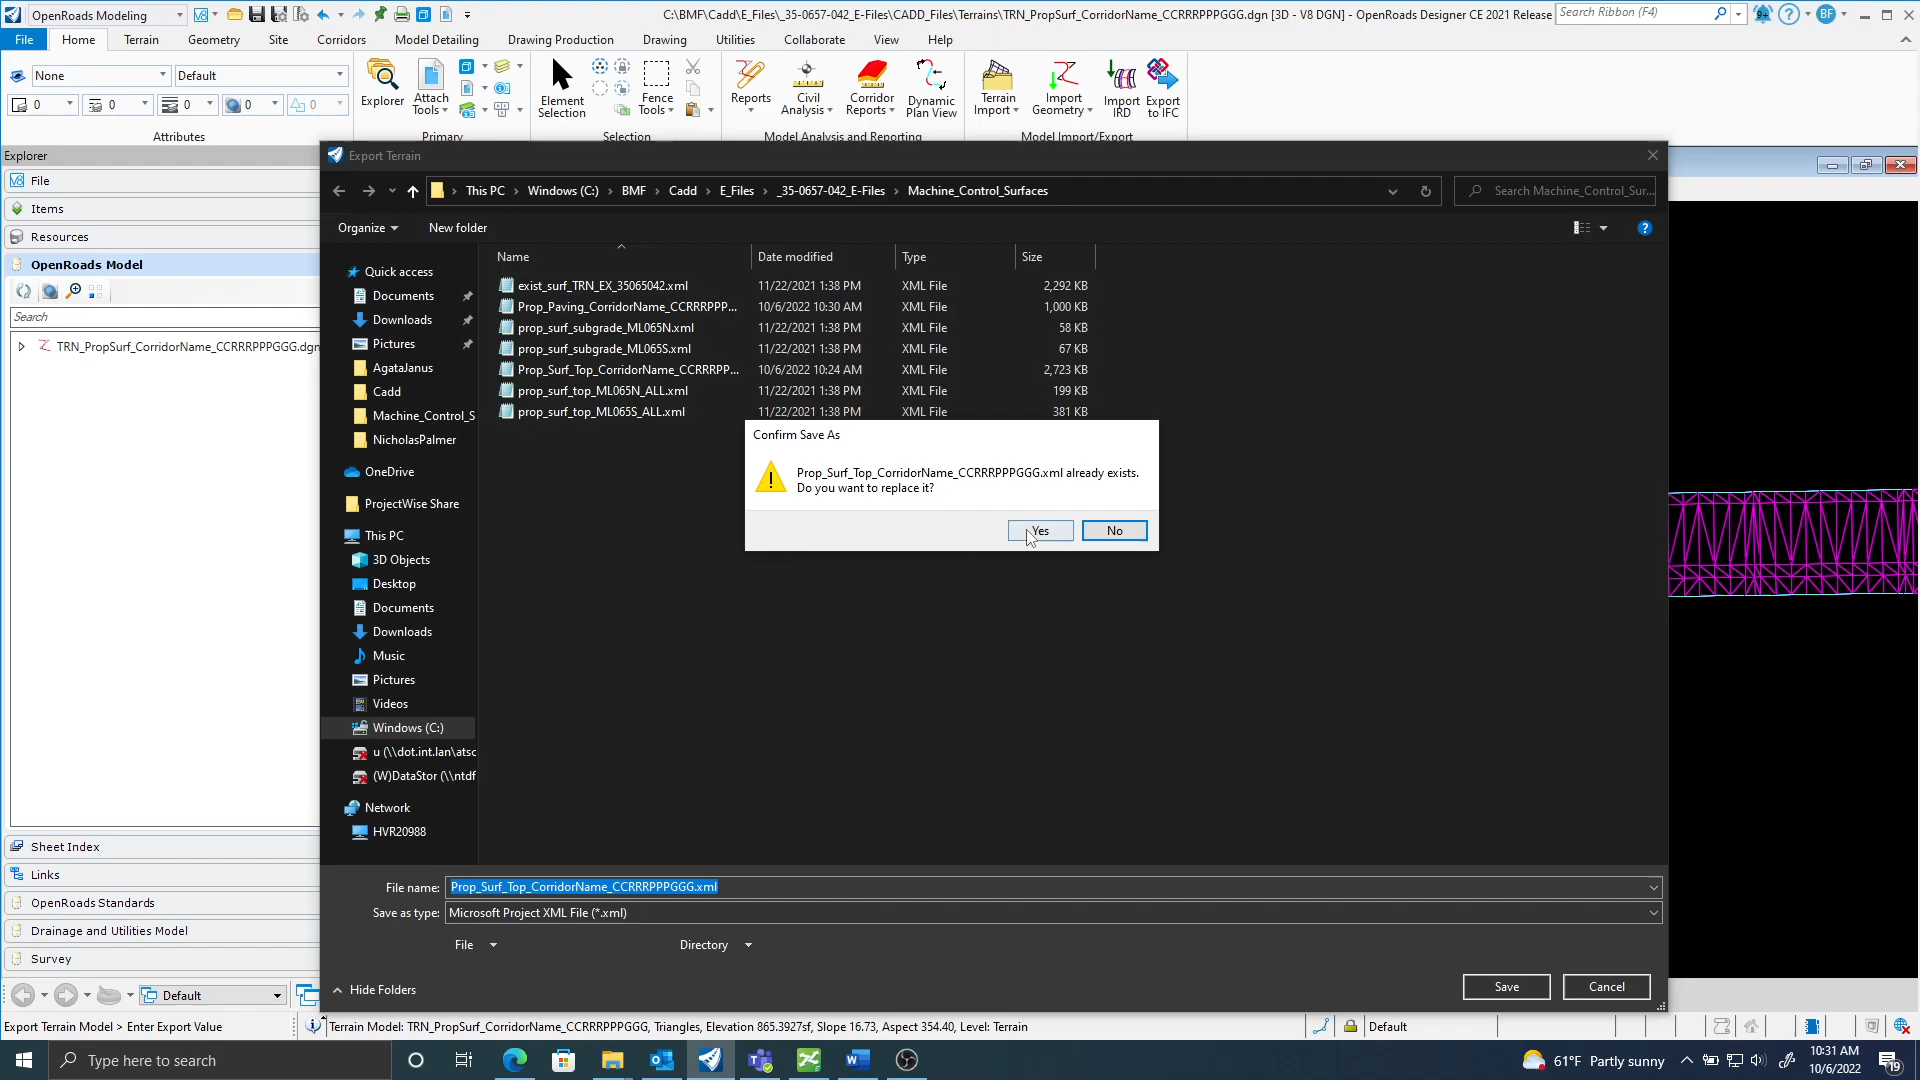 OpenRoads Modeling
C:\BMF\Cadd\E_Files\_35-0657-042_E-Files\CADD_Files\Terrains\TRN_PropSurf_CorridorName_CCRRRPPPGGG.dgn [3D - V8 DGN] - OpenRoads Designer CE 2021 Release
Search Ribbon (F4)
9+
BF
File
Home
Terrain
Geometry
Site
Corridors
Model Detailing
Drawing Production
Drawing
Utilities
Collaborate
View
Help
None
Default
0
0
0
0
0
Attributes
Explorer
Attach
Tools
Primary
Element
Selection
Fence
Tools
Selection
Reports
Civil
Analysis
Corridor
Reports
Dynamic
Plan View
Model Analysis and Reporting
Terrain
Import
Import
Geometry
Import
IRD
Export
to IFC
Model Import/Export
Explorer
File
Items
Resources
OpenRoads Model
Search
TRN_PropSurf_CorridorName_CCRRRPPPGGG.dgn
Sheet Index
Links
OpenRoads Standards
Drainage and Utilities Model
Survey
Default
Export Terrain
This PC
Windows (C:)
BMF
Cadd
E_Files
_35-0657-042_E-Files
Machine_Control_Surfaces
Search Machine_Control_Sur...
Organize
New folder
Quick access
Documents
Downloads
Pictures
AgataJanus
Cadd
Machine_Control_S
NicholasPalmer
OneDrive
ProjectWise Share
This PC
3D Objects
Desktop
Documents
Downloads
Music
Pictures
Videos
Windows (C:)
u (\\dot.int.lan\atsc
(W)DataStor (\\ntdf
Network
HVR20988
Name Date modified Type Size
exist_surf_TRN_EX_35065042.xml 11/22/2021 1:38 PM XML File 2,292 KB
Prop_Paving_CorridorName_CCRRRPPP... 10/6/2022 10:30 AM XML File 1,000 KB
prop_surf_subgrade_ML065N.xml 11/22/2021 1:38 PM XML File 58 KB
prop_surf_subgrade_ML065S.xml 11/22/2021 1:38 PM XML File 67 KB
Prop_Surf_Top_CorridorName_CCRRRPP... 10/6/2022 10:24 AM XML File 2,723 KB
prop_surf_top_ML065N_ALL.xml 11/22/2021 1:38 PM XML File 199 KB
prop_surf_top_ML065S_ALL.xml 11/22/2021 1:38 PM XML File 381 KB
Confirm Save As
Prop_Surf_Top_CorridorName_CCRRRPPPGGG.xml already exists.
Do you want to replace it?
Yes
No
File name: Prop_Surf_Top_CorridorName_CCRRRPPPGGG.xml
Save as type: Microsoft Project XML File (*.xml)
File
Directory
Hide Folders
Save
Cancel
Export Terrain Model > Enter Export Value
Terrain Model: TRN_PropSurf_CorridorName_CCRRRPPPGGG, Triangles, Elevation 865.3927sf, Slope 16.73, Aspect 354.40, Level: Terrain
Default
Type here to search
61°F Partly sunny
10:31 AM
10/6/2022
19